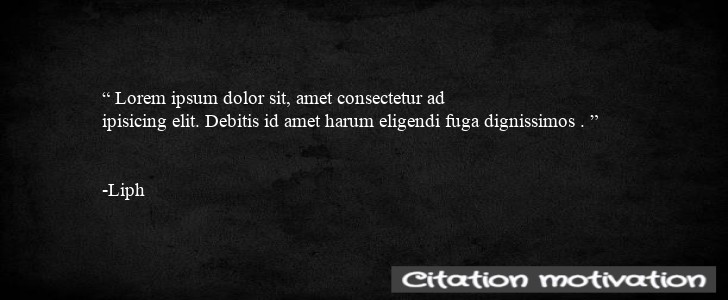 “ Lorem ipsum dolor sit, amet consectetur ad
ipisicing elit. Debitis id amet harum eligendi fuga dignissimos . ”
-Liph
Citation motivation